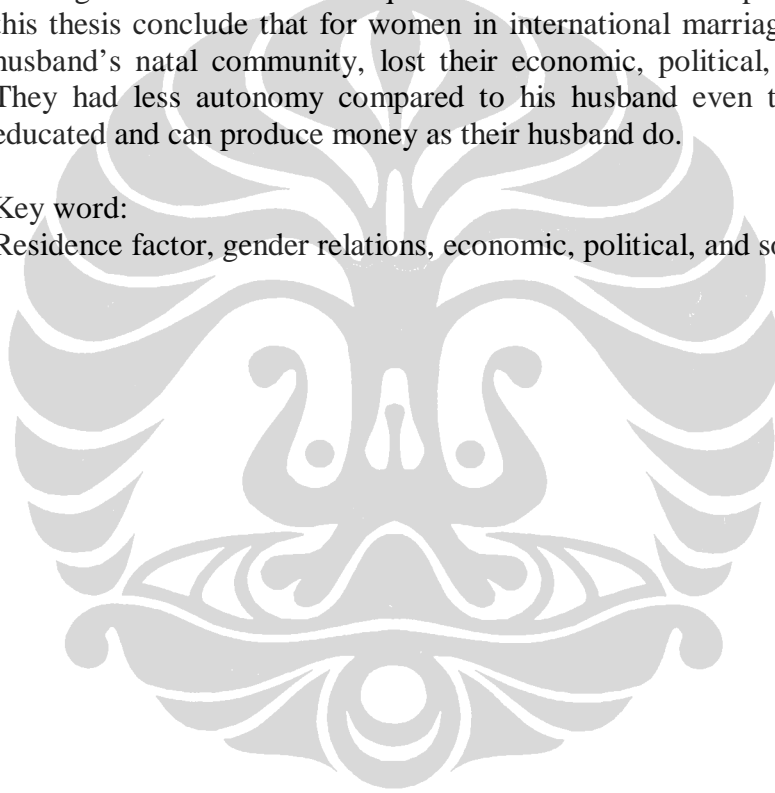 this thesis conclude that for women in international marriag
husband's natal community, lost their economic, political,
They had less autonomy compared to his husband even t
educated and can produce money as their husband do.
Key word:
Residence factor, gender relations, economic, political, and so